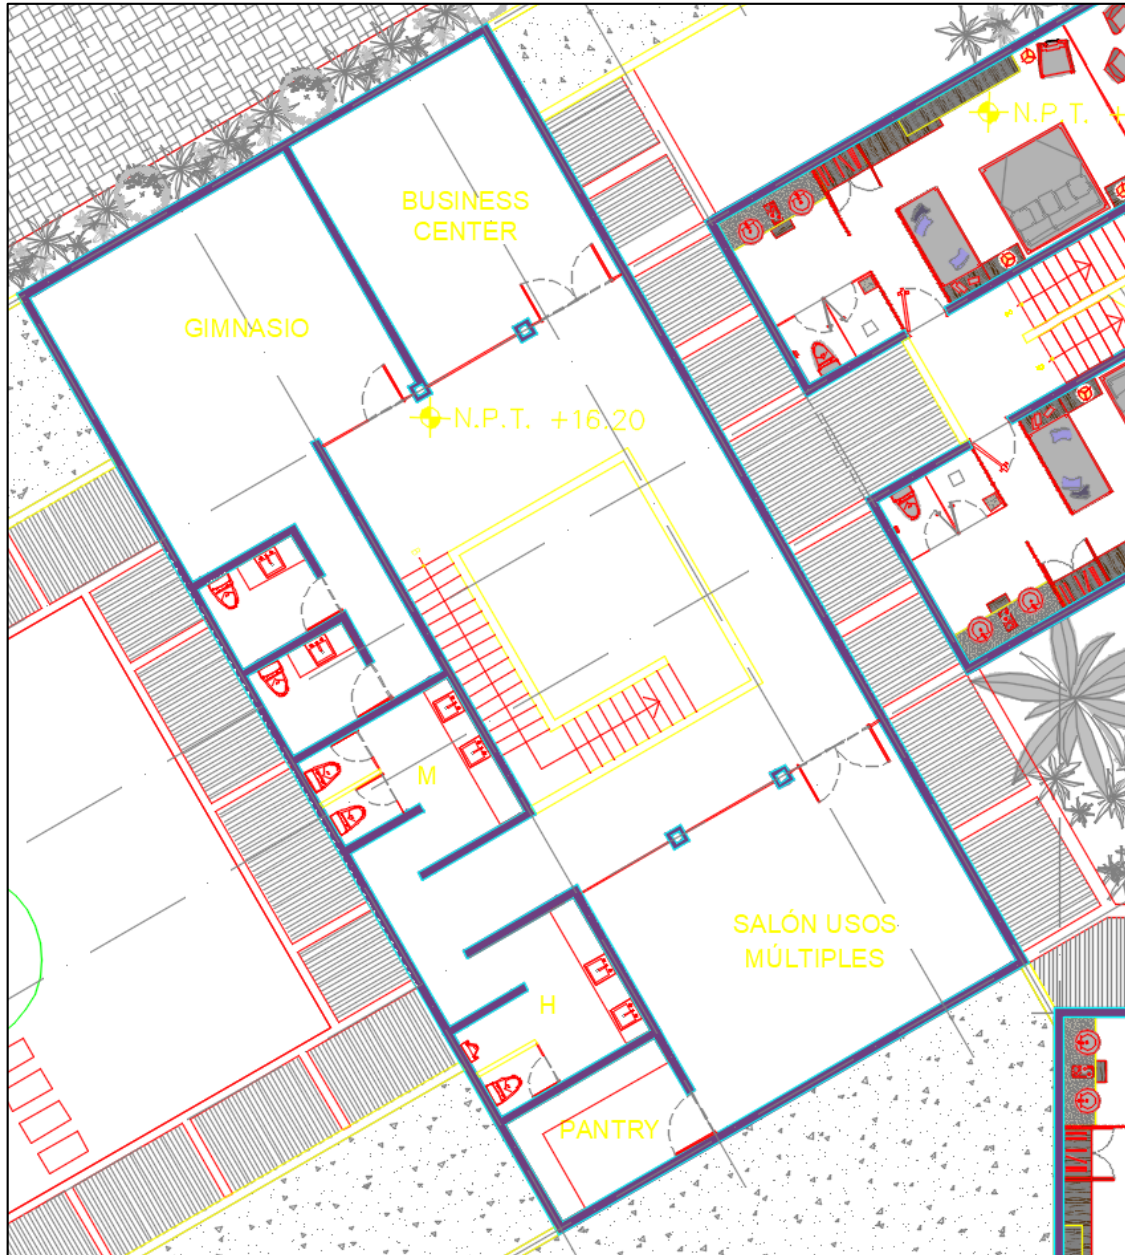 N.P.T. +
BUSINESS
CENTER
GIMNASIO
N.P.T. +16.20
M
SALÓN USOS
MÚLTIPLES
H
PANTRY